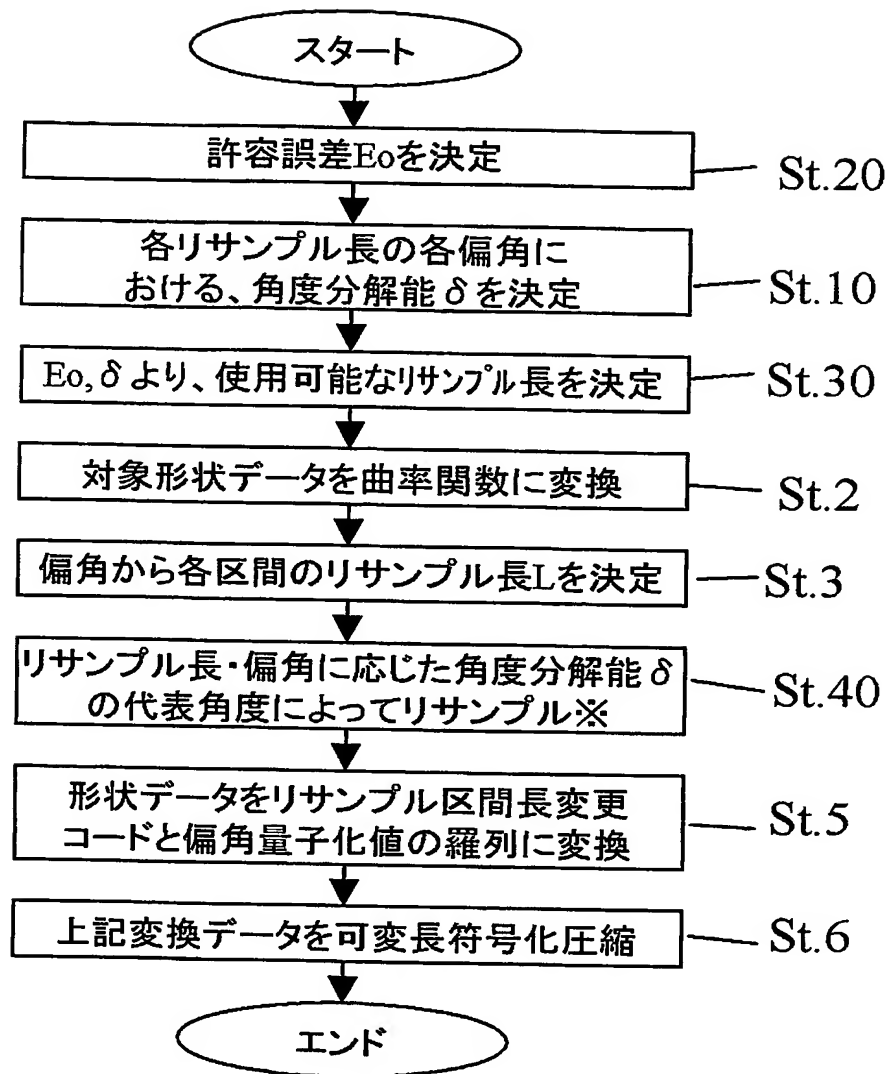 スタート
許容誤差Eoを決定
St.20
各リサンプル長の各偏角に
おける、角度分解能δを決定
St.10
Eo,δより、使用可能なリサンプル長を決定
St.30
対象形状データを曲率関数に変換
St.2
偏角から各区間のリサンプル長Lを決定
St.3
リサンプル長・偏角に応じた角度分解能δ
の代表角度によってリサンプル※
St.40
形状データをリサンプル区間長変更
コードと偏角量子化値の羅列に変換
St.5
上記変換データを可変長符号化圧縮
St.6
エンド